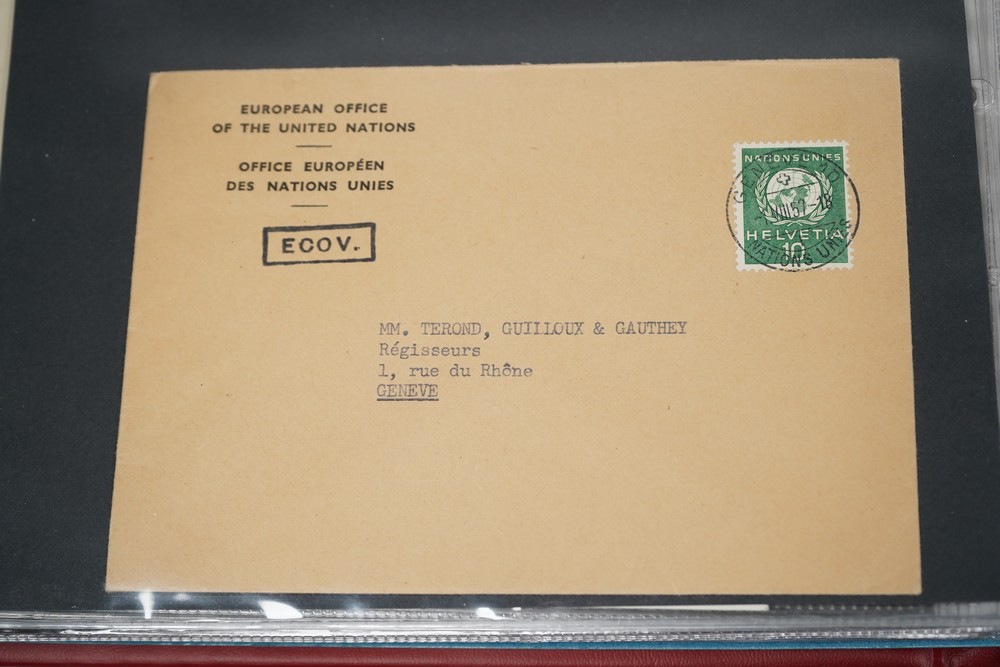 EUROPEAN OFFICE
OF THE UNITED NATIONS
OFFICE EUROPÉEN
DES NATIONS UNIES
ECOV.
NATIONS UNIES
HELVETIA
10
NATIONS UNIES
MM. TEROND, GUILLOUX & GAUTHEY
Régisseurs
1, rue du Rhône
GENEVE